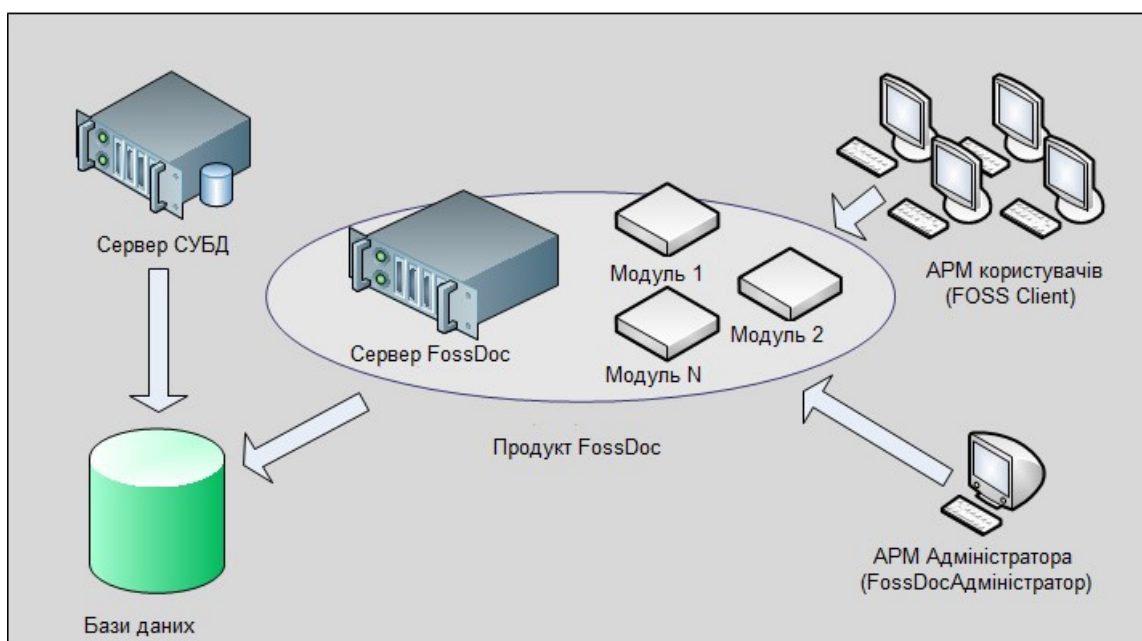 Сервер СУБД
Сервер FossDoc
Модуль 1
Модуль 2
Модуль N
АРМ користувачів
(FOSS Client)
Продукт FossDoc
АРМ Адміністратора
(FossDocАдміністратор)
Бази даних